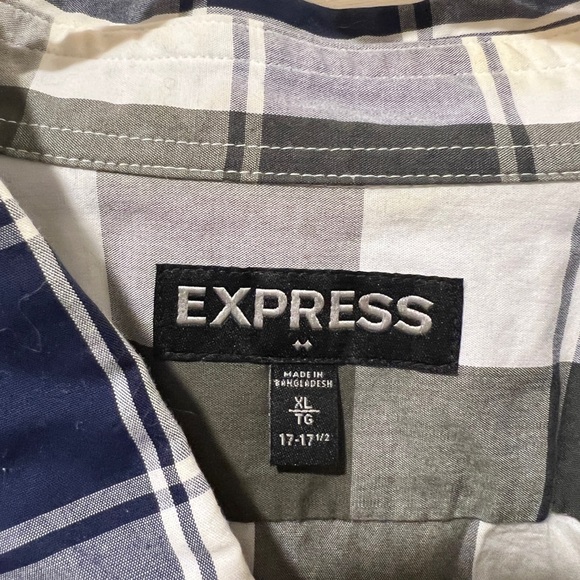 EXPRESS
MADE IN
BANGLADESH
XL
TG
17-17 1/2